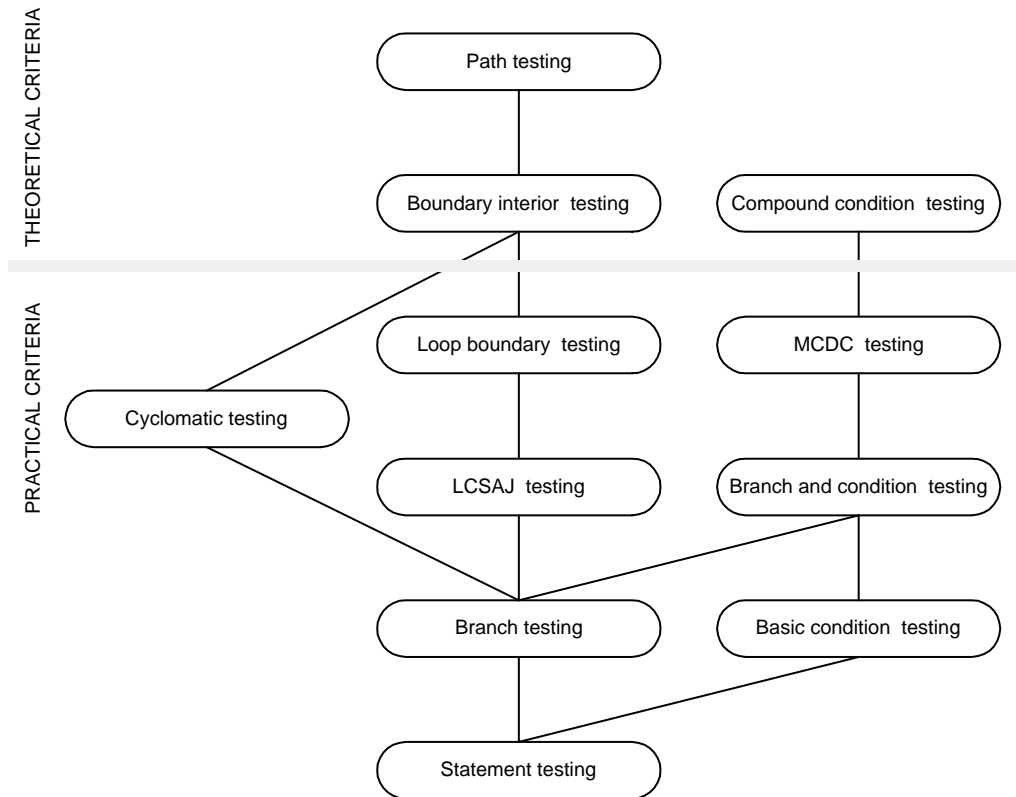 THEORETICAL CRITERIA
Path testing
Boundary interior testing
Compound condition testing
PRACTICAL CRITERIA
Loop boundary testing
MCDC testing
Cyclomatic testing
LCSAJ testing
Branch and condition testing
Branch testing
Basic condition testing
Statement testing